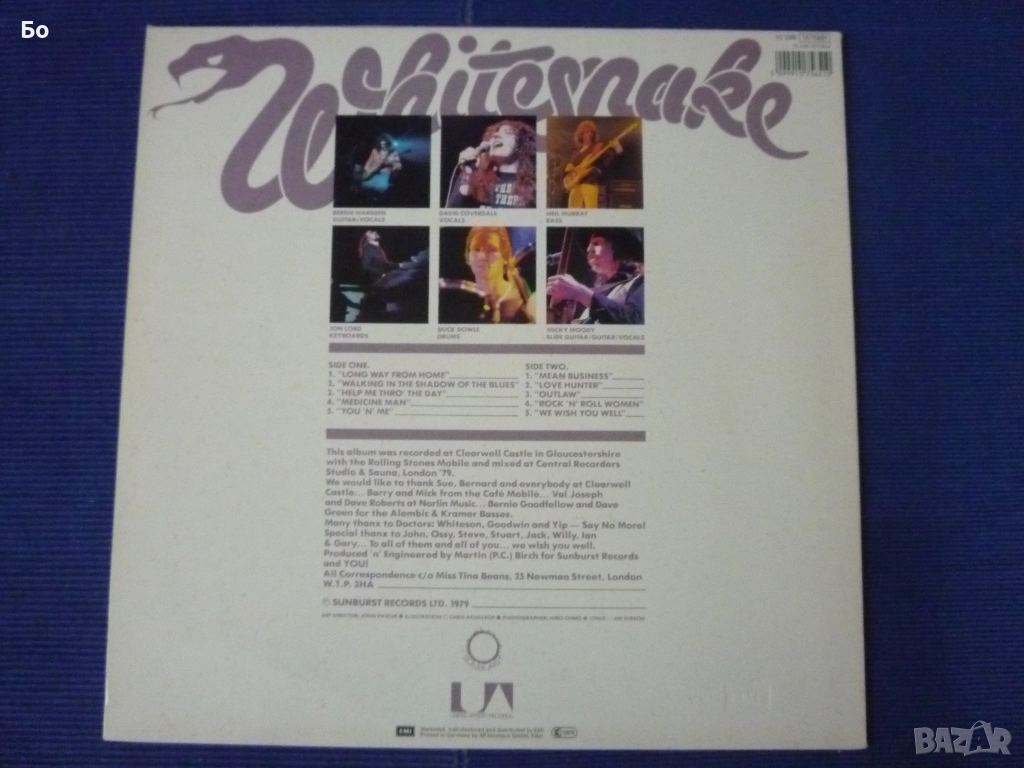 Бо
Whitesnake
BERNIE MARSDEN
GUITAR/VOCALS
DAVID COVERDALE
VOCALS
NEIL MURRAY
BASS
JON LORD
KEYBOARDS
DUCK DOWLE
DRUMS
MICKY MOODY
SLIDE GUITAR/GUITAR/VOCALS
SIDE ONE.
1. "LONG WAY FROM HOME"
2. "WALKING IN THE SHADOW OF THE BLUES"
3. "HELP ME THRO' THE DAY"
4. "MEDICINE MAN"
5. "YOU 'N' ME"
SIDE TWO.
1. "MEAN BUSINESS"
2. "LOVE HUNTER"
3. "OUTLAW"
4. "ROCK 'N' ROLL WOMEN"
5. "WE WISH YOU WELL"
This album was recorded at Clearwell Castle in Gloucestershire
with the Rolling Stones Mobile and mixed at Central Recorders
Studio & Sauna, London '79.
We would like to thank Sue, Bernard and everybody at Clearwell
Castle... Barry and Mick from the Café Mobile... Val Joseph
and Dave Roberts at Norlin Music... Bernie Goodfellow and Dave
Green for the Alembic & Kramer Basses.
Many thanx to Doctors: Whiteson, Goodwin and Yip — Say No More!
Special thanx to John, Ossy, Steve, Stuart, Jack, Willy, Ian
& Gary... To all of them and all of you... we wish you well.
Produced 'n' Engineered by Martin (P.C.) Birch for Sunburst Records
and YOU!
All Correspondence c/o Miss Tina Beans, 25 Newman Street, London
W.1.P. 3HA
℗ SUNBURST RECORDS LTD. 1979
UA
UNITED ARTISTS RECORDS
EMI
BAZAR